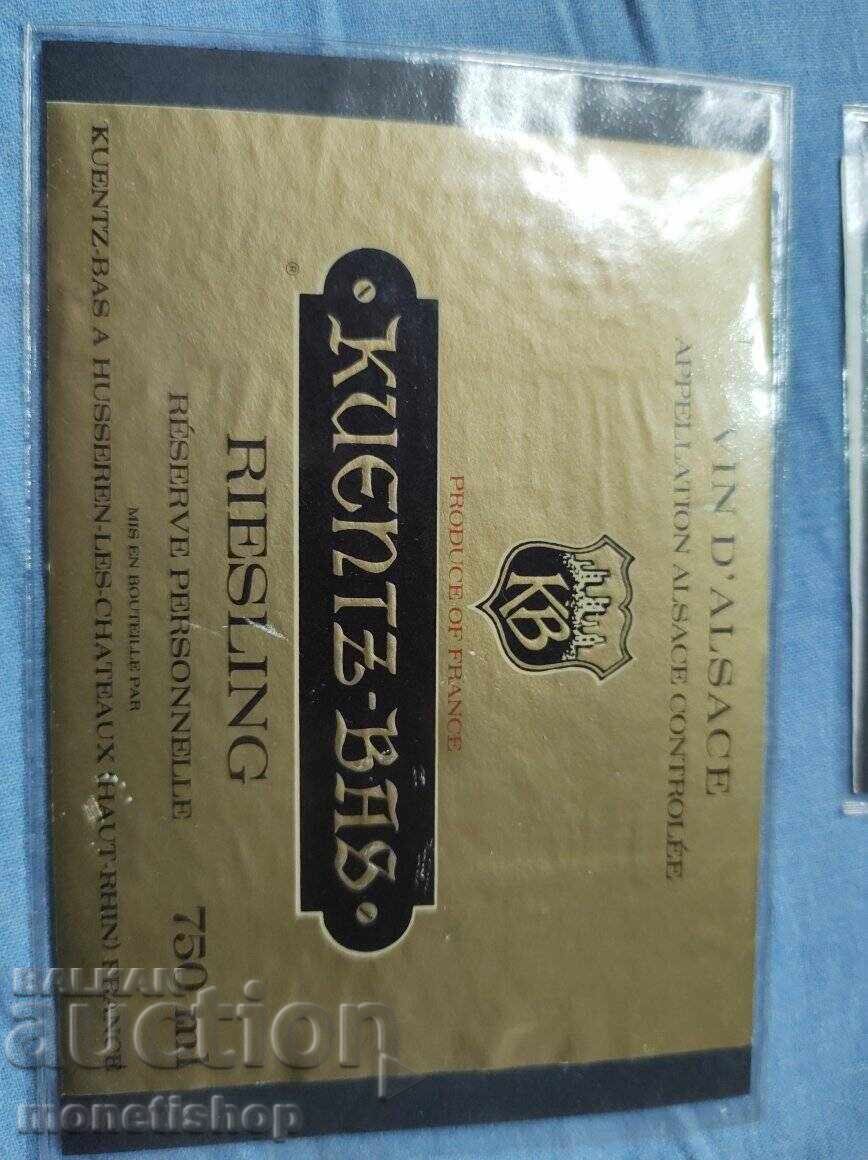 VIN D'ALSACE
APPELLATION ALSACE CONTROLÉE
KB
PRODUCE OF FRANCE
KUENTZ-BAS
®
RIESLING
RÉSERVE PERSONNELLE 750 ml
MIS EN BOUTEILLE PAR
KUENTZ-BAS A HUSSEREN-LES-CHATEAUX (HAUT-RHIN) FRANCE
BALKAN
auction
monetishop